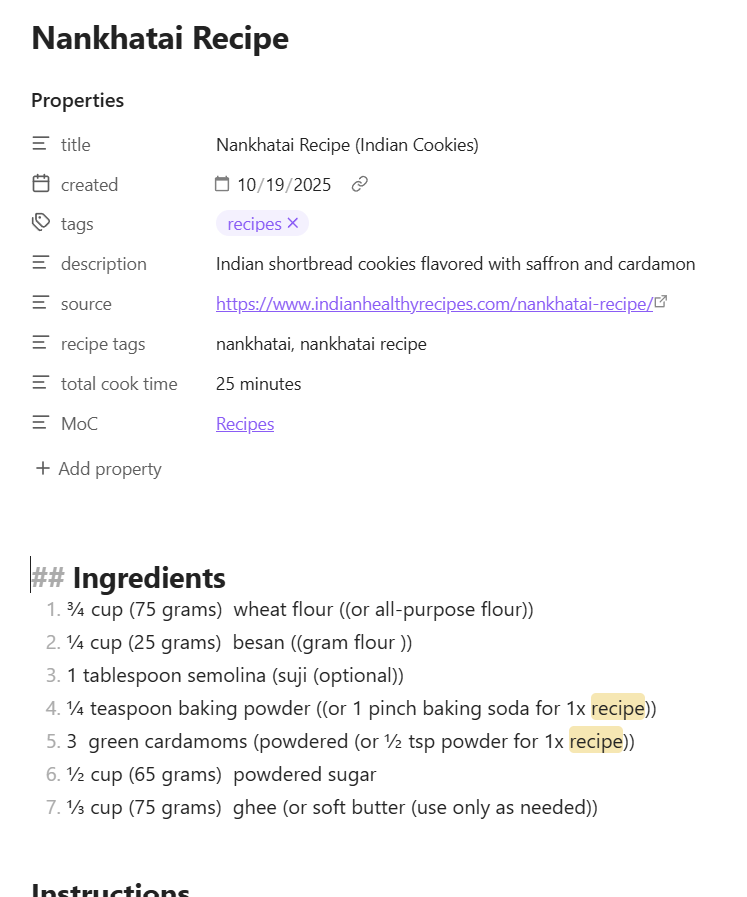 Nankhatai Recipe
Properties
title Nankhatai Recipe (Indian Cookies)
created 10/19/2025
tags recipes ×
description Indian shortbread cookies flavored with saffron and cardamon
source https://www.indianhealthyrecipes.com/nankhatai-recipe/
recipe tags nankhatai, nankhatai recipe
total cook time 25 minutes
MoC Recipes
+ Add property
## Ingredients
1. ¾ cup (75 grams)  wheat flour ((or all-purpose flour))
2. ¼ cup (25 grams)  besan ((gram flour ))
3. 1 tablespoon semolina (suji (optional))
4. ¼ teaspoon baking powder ((or 1 pinch baking soda for 1x recipe))
5. 3  green cardamoms (powdered (or ½ tsp powder for 1x recipe))
6. ½ cup (65 grams)  powdered sugar
7. ⅓ cup (75 grams)  ghee (or soft butter (use only as needed))
Instructions